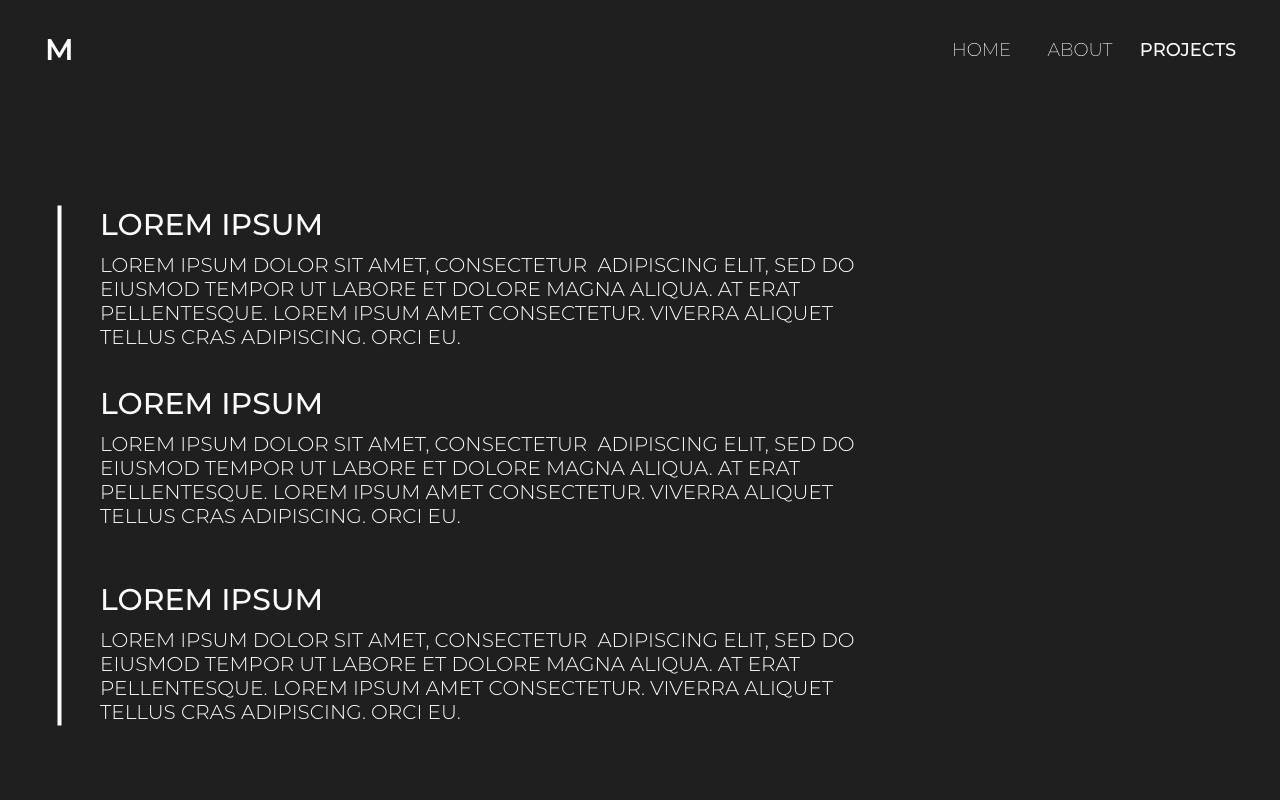 M
HOME ABOUT PROJECTS
LOREM IPSUM
LOREM IPSUM DOLOR SIT AMET, CONSECTETUR  ADIPISCING ELIT, SED DO
EIUSMOD TEMPOR UT LABORE ET DOLORE MAGNA ALIQUA. AT ERAT
PELLENTESQUE. LOREM IPSUM AMET CONSECTETUR. VIVERRA ALIQUET
TELLUS CRAS ADIPISCING. ORCI EU.
LOREM IPSUM
LOREM IPSUM DOLOR SIT AMET, CONSECTETUR  ADIPISCING ELIT, SED DO
EIUSMOD TEMPOR UT LABORE ET DOLORE MAGNA ALIQUA. AT ERAT
PELLENTESQUE. LOREM IPSUM AMET CONSECTETUR. VIVERRA ALIQUET
TELLUS CRAS ADIPISCING. ORCI EU.
LOREM IPSUM
LOREM IPSUM DOLOR SIT AMET, CONSECTETUR  ADIPISCING ELIT, SED DO
EIUSMOD TEMPOR UT LABORE ET DOLORE MAGNA ALIQUA. AT ERAT
PELLENTESQUE. LOREM IPSUM AMET CONSECTETUR. VIVERRA ALIQUET
TELLUS CRAS ADIPISCING. ORCI EU.